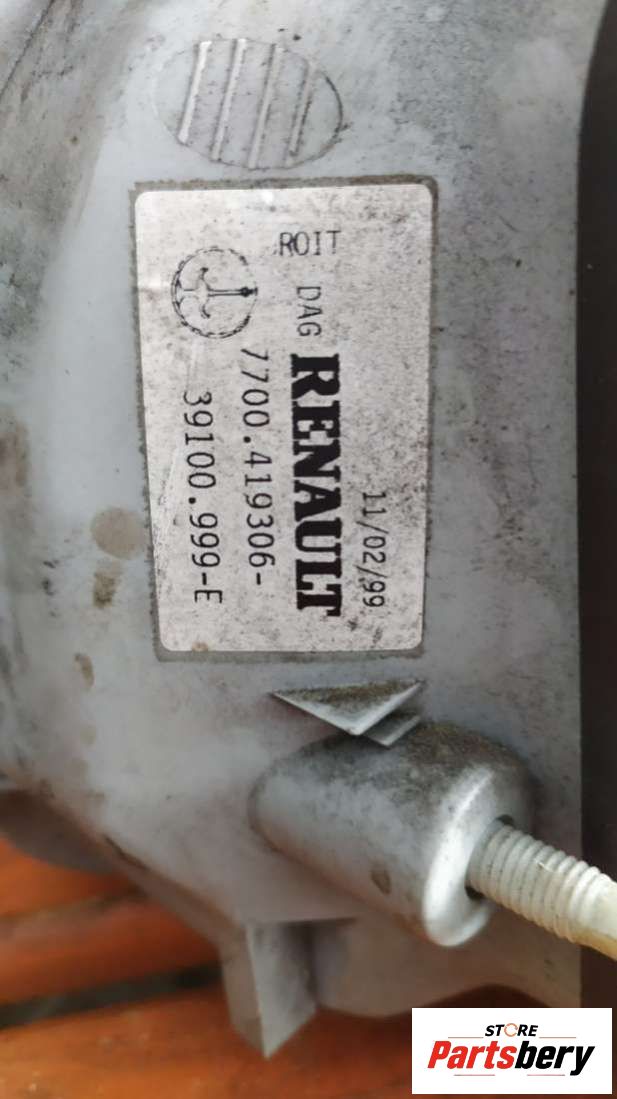 ROIT
DAG
RENAULT
11/02/99
7700.419306-
39100.999-E
STORE
Partsbery